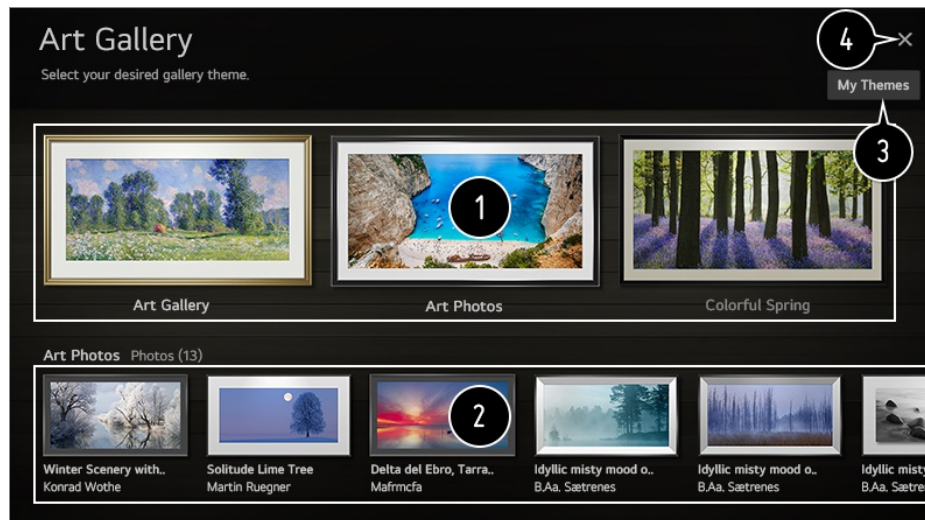 Art Gallery
4
Select your desired gallery theme.
My Themes
3
1
Art Gallery
Art Photos
Colorful Spring
Art Photos Photos (13)
2
Winter Scenery with..
Solitude Lime Tree
Delta del Ebro, Tarra..
Idyllic misty mood o..
Idyllic misty mood o..
Idyllic misty
Konrad Wothe
Martin Ruegner
Mafrmcfa
B.Aa. Sætrenes
B.Aa. Sætrenes
B.Aa. Sætre